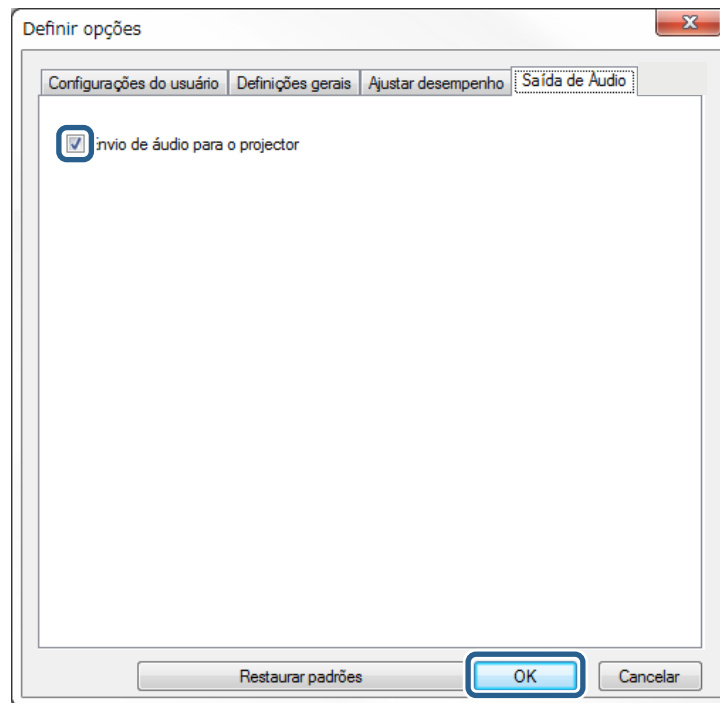 Definir opções
Configurações do usuário Definições gerais Ajustar desempenho Saída de Áudio
Envio de áudio para o projector
Restaurar padrões OK Cancelar